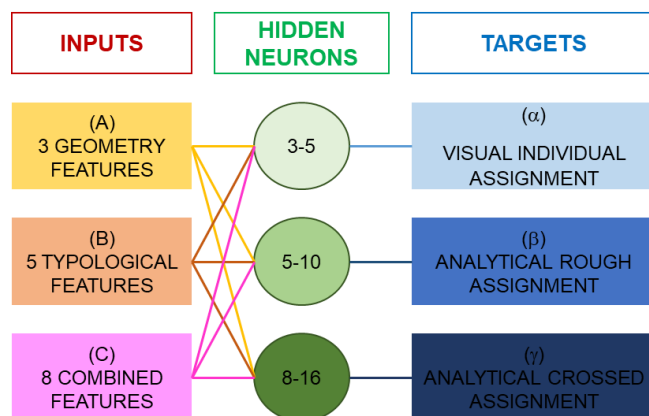 INPUTS
HIDDEN
NEURONS
TARGETS
(A)
3 GEOMETRY
FEATURES
3-5
(α)
VISUAL INDIVIDUAL
ASSIGNMENT
(B)
5 TYPOLOGICAL
FEATURES
5-10
(β)
ANALYTICAL ROUGH
ASSIGNMENT
(C)
8 COMBINED
FEATURES
8-16
(γ)
ANALYTICAL CROSSED
ASSIGNMENT